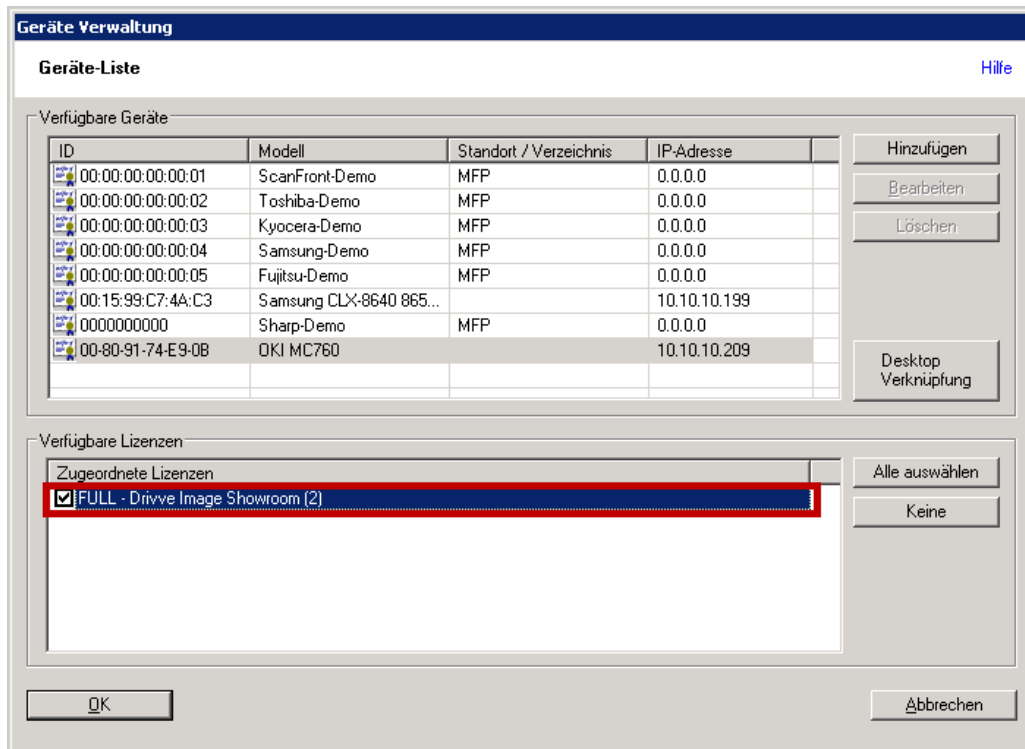 Geräte Verwaltung
Geräte-Liste Hilfe
Verfügbare Geräte
ID Modell Standort / Verzeichnis IP-Adresse
00:00:00:00:00:01 ScanFront-Demo MFP 0.0.0.0
00:00:00:00:00:02 Toshiba-Demo MFP 0.0.0.0
00:00:00:00:00:03 Kyocera-Demo MFP 0.0.0.0
00:00:00:00:00:04 Samsung-Demo MFP 0.0.0.0
00:00:00:00:00:05 Fujitsu-Demo MFP 0.0.0.0
00:15:99:C7:4A:C3 Samsung CLX-8640 865... 10.10.10.199
0000000000 Sharp-Demo MFP 0.0.0.0
00-80-91-74-E9-0B OKI MC760 10.10.10.209
Hinzufügen
Bearbeiten
Löschen
Desktop
Verknüpfung
Verfügbare Lizenzen
Zugeordnete Lizenzen
FULL - Drivve Image Showroom (2)
Alle auswählen
Keine
OK Abbrechen